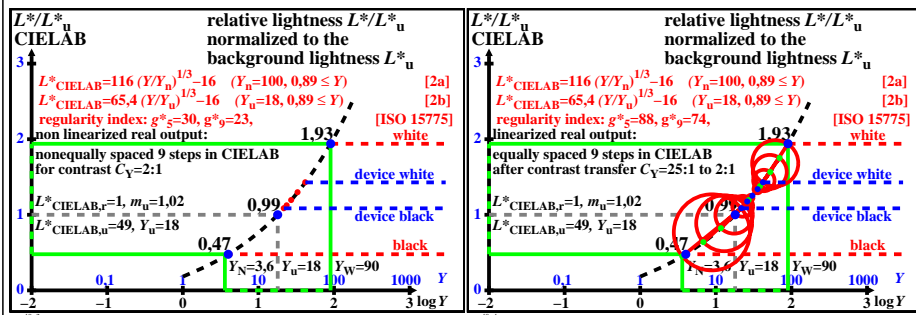 L*/L*u
CIELAB
relative lightness L*/L*u
normalized to the
background lightness L*u
3
L*CIELAB=116 (Y/Yn)1/3–16 (Yn=100, 0,89 ≤ Y) [2a]
L*CIELAB=65,4 (Y/Yu)1/3–16 (Yu=18, 0,89 ≤ Y) [2b]
regularity index: g*5=30, g*9=23, [ISO 15775]
non linearized real output:
1,93
white
2
nonequally spaced 9 steps in CIELAB
for contrast CY=2:1
device white
L*CIELAB,r=1, mu=1,02
0,99
1
device black
L*CIELAB,u=49, Yu=18
0,47
black
YN=3,6
Yu=18
YW=90
0,1 1 10 100 1000 Y
0
–2 –1 0 1 2 3 log Y
L*/L*u
CIELAB
relative lightness L*/L*u
normalized to the
background lightness L*u
3
L*CIELAB=116 (Y/Yn)1/3–16 (Yn=100, 0,89 ≤ Y) [2a]
L*CIELAB=65,4 (Y/Yu)1/3–16 (Yu=18, 0,89 ≤ Y) [2b]
regularity index: g*5=88, g*9=74, [ISO 15775]
linearized real output:
1,93
white
2
equally spaced 9 steps in CIELAB
after contrast transfer CY=25:1 to 2:1
device white
L*CIELAB,r=1, mu=1,02
0,99
1
device black
L*CIELAB,u=49, Yu=18
0,47
black
YN=3,6
Yu=18
YW=90
0,1 1 10 100 1000 Y
0
–2 –1 0 1 2 3 log Y